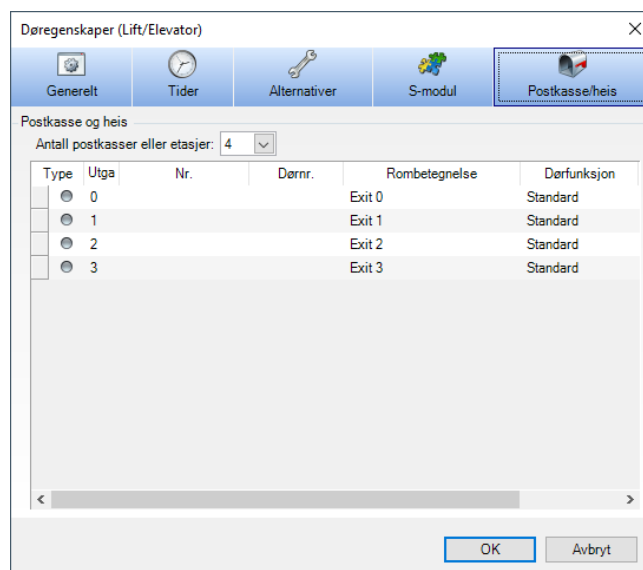 Døregenskaper (Lift/Elevator)
Generelt Tider Alternativer S-modul Postkasse/heis
Postkasse og heis
Antall postkasser eller etasjer: 4
Type Utga Nr. Dørnr. Rombetegnelse Dørfunksjon
0 Exit 0 Standard
1 Exit 1 Standard
2 Exit 2 Standard
3 Exit 3 Standard
OK Avbryt